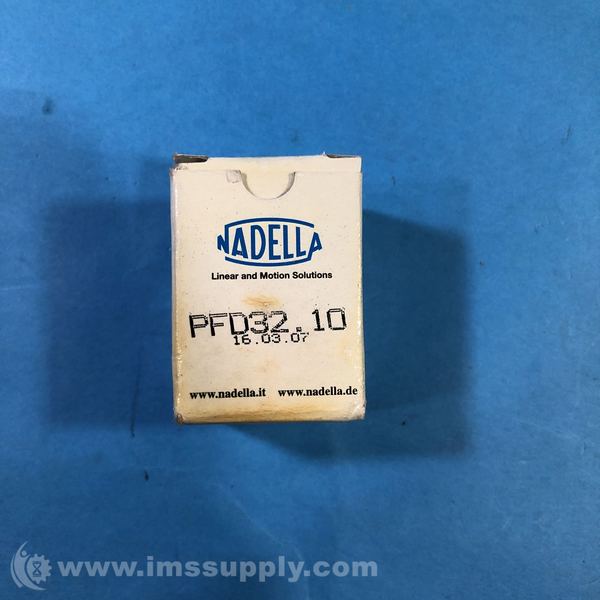 NADELLA
Linear and Motion Solutions
PFD32.10
16.03.07
www.nadella.it www.nadella.de
www.imssupply.com